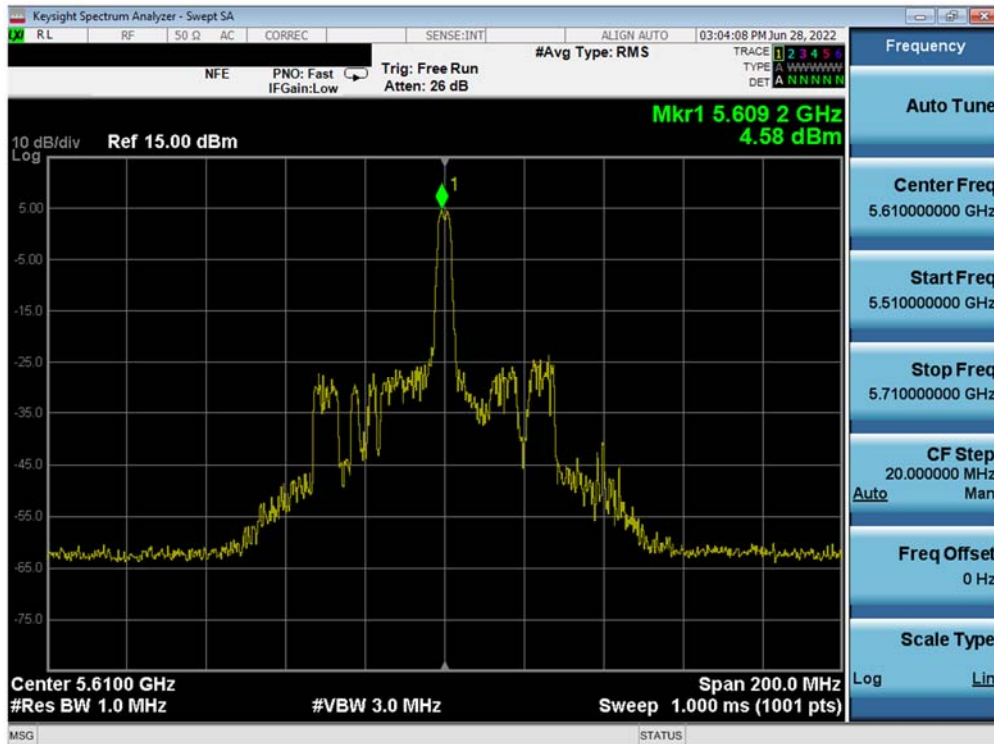 Keysight Spectrum Analyzer - Swept SA
LXI RL RF 50 Ω AC CORREC SENSE:INT ALIGN AUTO 03:04:08 PM Jun 28, 2022
NFE PNO: Fast Trig: Free Run #Avg Type: RMS TRACE 1 2 3 4 5 6
IFGain:Low Atten: 26 dB TYPE A WWWWW
DET A N N N N N
Mkr1 5.609 2 GHz
4.58 dBm
10 dB/div Ref 15.00 dBm
Log
1
5.00
-5.00
-15.0
-25.0
-35.0
-45.0
-55.0
-65.0
-75.0
Center 5.6100 GHz Span 200.0 MHz
#Res BW 1.0 MHz #VBW 3.0 MHz Sweep 1.000 ms (1001 pts)
MSG STATUS
Frequency
Auto Tune
Center Freq
5.610000000 GHz
Start Freq
5.510000000 GHz
Stop Freq
5.710000000 GHz
CF Step
20.000000 MHz
Auto Man
Freq Offset
0 Hz
Scale Type
Log Lin